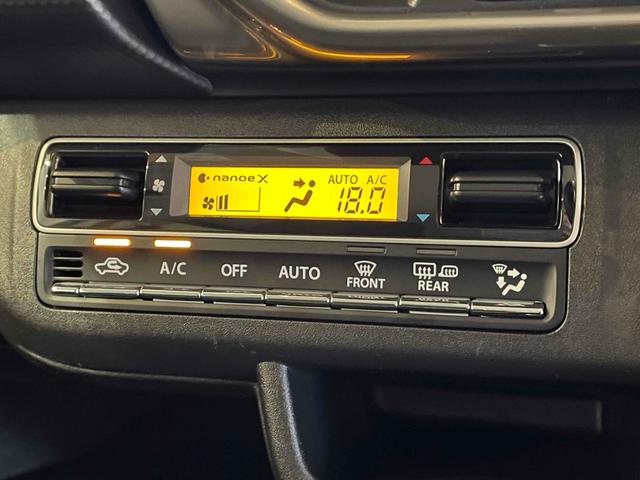 nanoeX
AUTO A/C
18.0
A/C
OFF
AUTO
FRONT
REAR